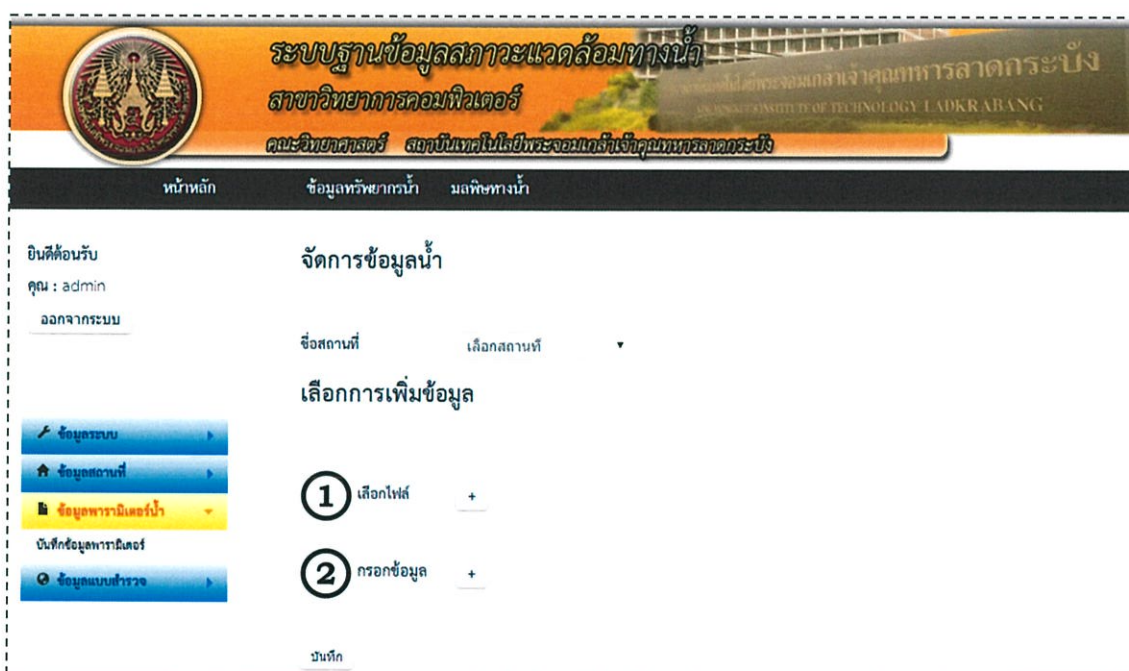 ระบบฐานข้อมูลสภาวะแวดล้อมทางน้ำ
สาขาวิทยาการคอมพิวเตอร์
คณะวิทยาศาสตร์ สถาบันเทคโนโลยีพระจอมเกล้าเจ้าคุณทหารลาดกระบัง
พระจอมเกล้าเจ้าคุณทหารลาดกระบัง
INSTITUTE OF TECHNOLOGY LADKRABANG
หน้าหลัก ข้อมูลทรัพยากรน้ำ มลพิษทางน้ำ
ยินดีต้อนรับ
คุณ : admin
ออกจากระบบ
ข้อมูลระบบ
ข้อมูลสถานที่
ข้อมูลพารามิเตอร์น้ำ
บันทึกข้อมูลพารามิเตอร์
ข้อมูลแบบสำรวจ
จัดการข้อมูลน้ำ
ชื่อสถานที่ เลือกสถานที่
เลือกการเพิ่มข้อมูล
1 เลือกไฟล์ +
2 กรอกข้อมูล +
บันทึก